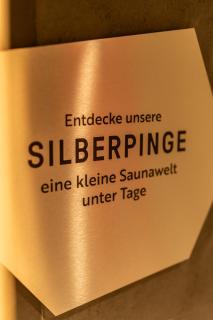 Entdecke unsere
SILBERPINGE
eine kleine Saunawelt
unter Tage